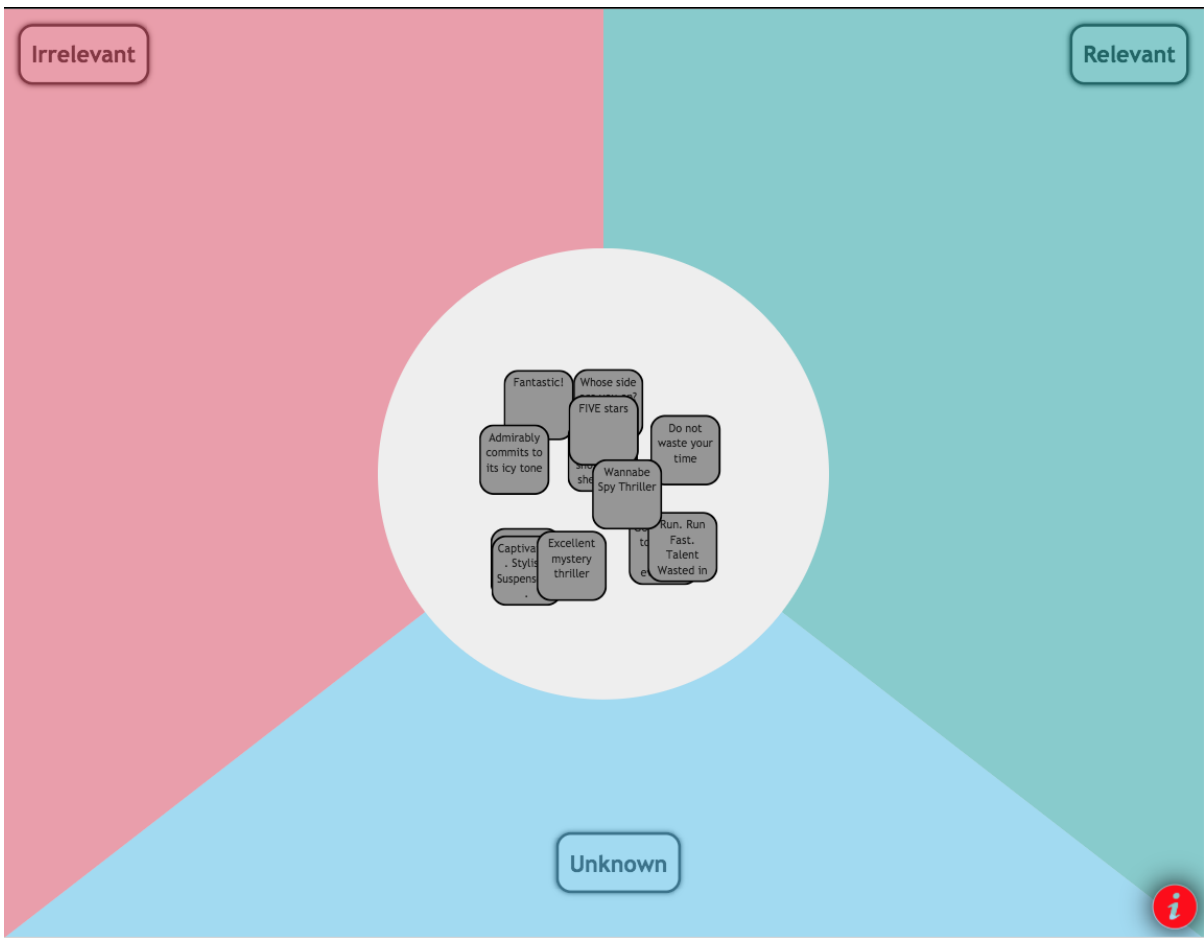 Irrelevant
Relevant
Fantastic!
Whose side
FIVE stars
Admirably
commits to
its icy tone
Do not
waste your
time
Wannabe
Spy Thriller
Run. Run
Fast.
Talent
Wasted in
Excellent
mystery
thriller
Unknown
i